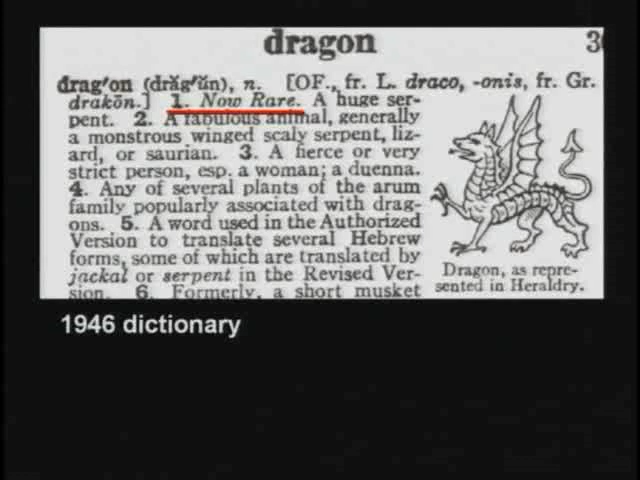 dragon
drag'on (drăg'ŭn), n. [OF., fr. L. draco, -onis, fr. Gr.
drakōn.] 1. Now Rare. A huge ser-
pent. 2. A fabulous animal, generally
a monstrous winged scaly serpent, liz-
ard, or saurian. 3. A fierce or very
strict person, esp. a woman; a duenna.
4. Any of several plants of the arum
family popularly associated with drag-
ons. 5. A word used in the Authorized
Version to translate several Hebrew
forms, some of which are translated by
jackal or serpent in the Revised Ver-
sion. 6. Formerly, a short musket
Dragon, as repre-
sented in Heraldry.
1946 dictionary